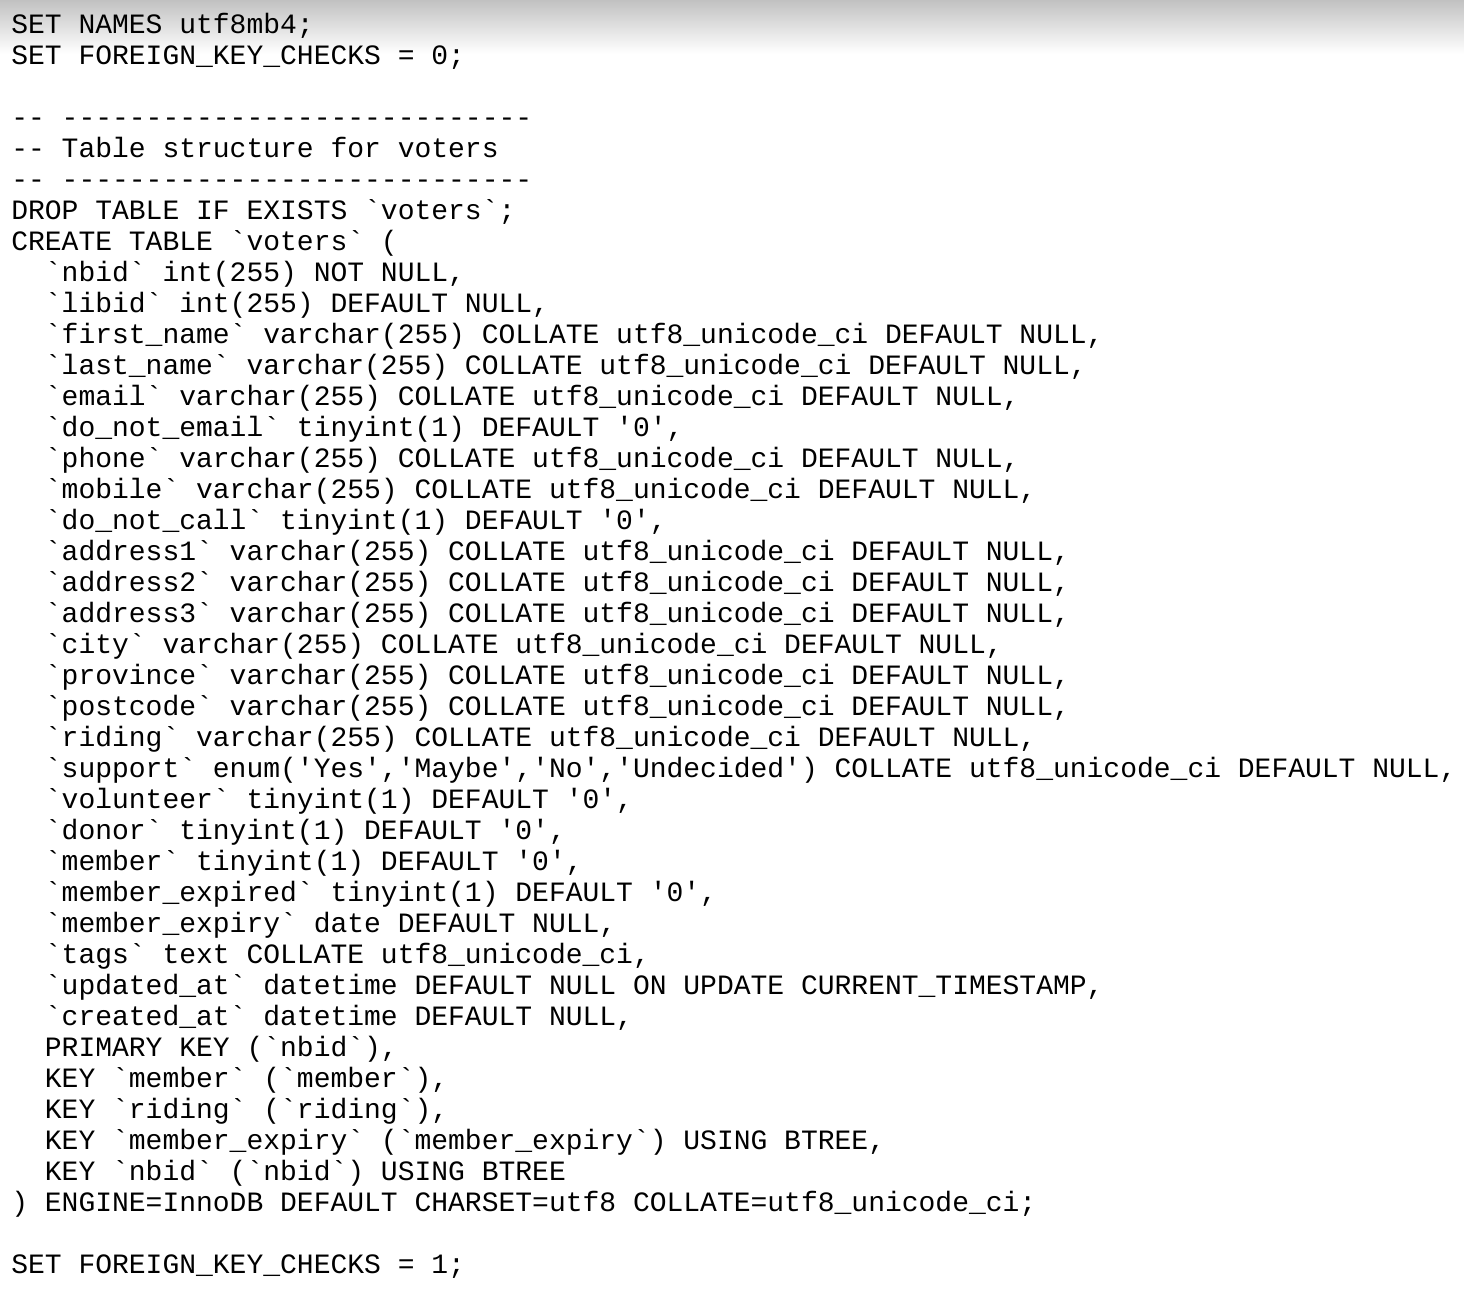 SET NAMES utf8mb4;
SET FOREIGN_KEY_CHECKS = 0;

-- ----------------------------
-- Table structure for voters
-- ----------------------------
DROP TABLE IF EXISTS `voters`;
CREATE TABLE `voters` (
  `nbid` int(255) NOT NULL,
  `libid` int(255) DEFAULT NULL,
  `first_name` varchar(255) COLLATE utf8_unicode_ci DEFAULT NULL,
  `last_name` varchar(255) COLLATE utf8_unicode_ci DEFAULT NULL,
  `email` varchar(255) COLLATE utf8_unicode_ci DEFAULT NULL,
  `do_not_email` tinyint(1) DEFAULT '0',
  `phone` varchar(255) COLLATE utf8_unicode_ci DEFAULT NULL,
  `mobile` varchar(255) COLLATE utf8_unicode_ci DEFAULT NULL,
  `do_not_call` tinyint(1) DEFAULT '0',
  `address1` varchar(255) COLLATE utf8_unicode_ci DEFAULT NULL,
  `address2` varchar(255) COLLATE utf8_unicode_ci DEFAULT NULL,
  `address3` varchar(255) COLLATE utf8_unicode_ci DEFAULT NULL,
  `city` varchar(255) COLLATE utf8_unicode_ci DEFAULT NULL,
  `province` varchar(255) COLLATE utf8_unicode_ci DEFAULT NULL,
  `postcode` varchar(255) COLLATE utf8_unicode_ci DEFAULT NULL,
  `riding` varchar(255) COLLATE utf8_unicode_ci DEFAULT NULL,
  `support` enum('Yes','Maybe','No','Undecided') COLLATE utf8_unicode_ci DEFAULT NULL,
  `volunteer` tinyint(1) DEFAULT '0',
  `donor` tinyint(1) DEFAULT '0',
  `member` tinyint(1) DEFAULT '0',
  `member_expired` tinyint(1) DEFAULT '0',
  `member_expiry` date DEFAULT NULL,
  `tags` text COLLATE utf8_unicode_ci,
  `updated_at` datetime DEFAULT NULL ON UPDATE CURRENT_TIMESTAMP,
  `created_at` datetime DEFAULT NULL,
  PRIMARY KEY (`nbid`),
  KEY `member` (`member`),
  KEY `riding` (`riding`),
  KEY `member_expiry` (`member_expiry`) USING BTREE,
  KEY `nbid` (`nbid`) USING BTREE
) ENGINE=InnoDB DEFAULT CHARSET=utf8 COLLATE=utf8_unicode_ci;

SET FOREIGN_KEY_CHECKS = 1;